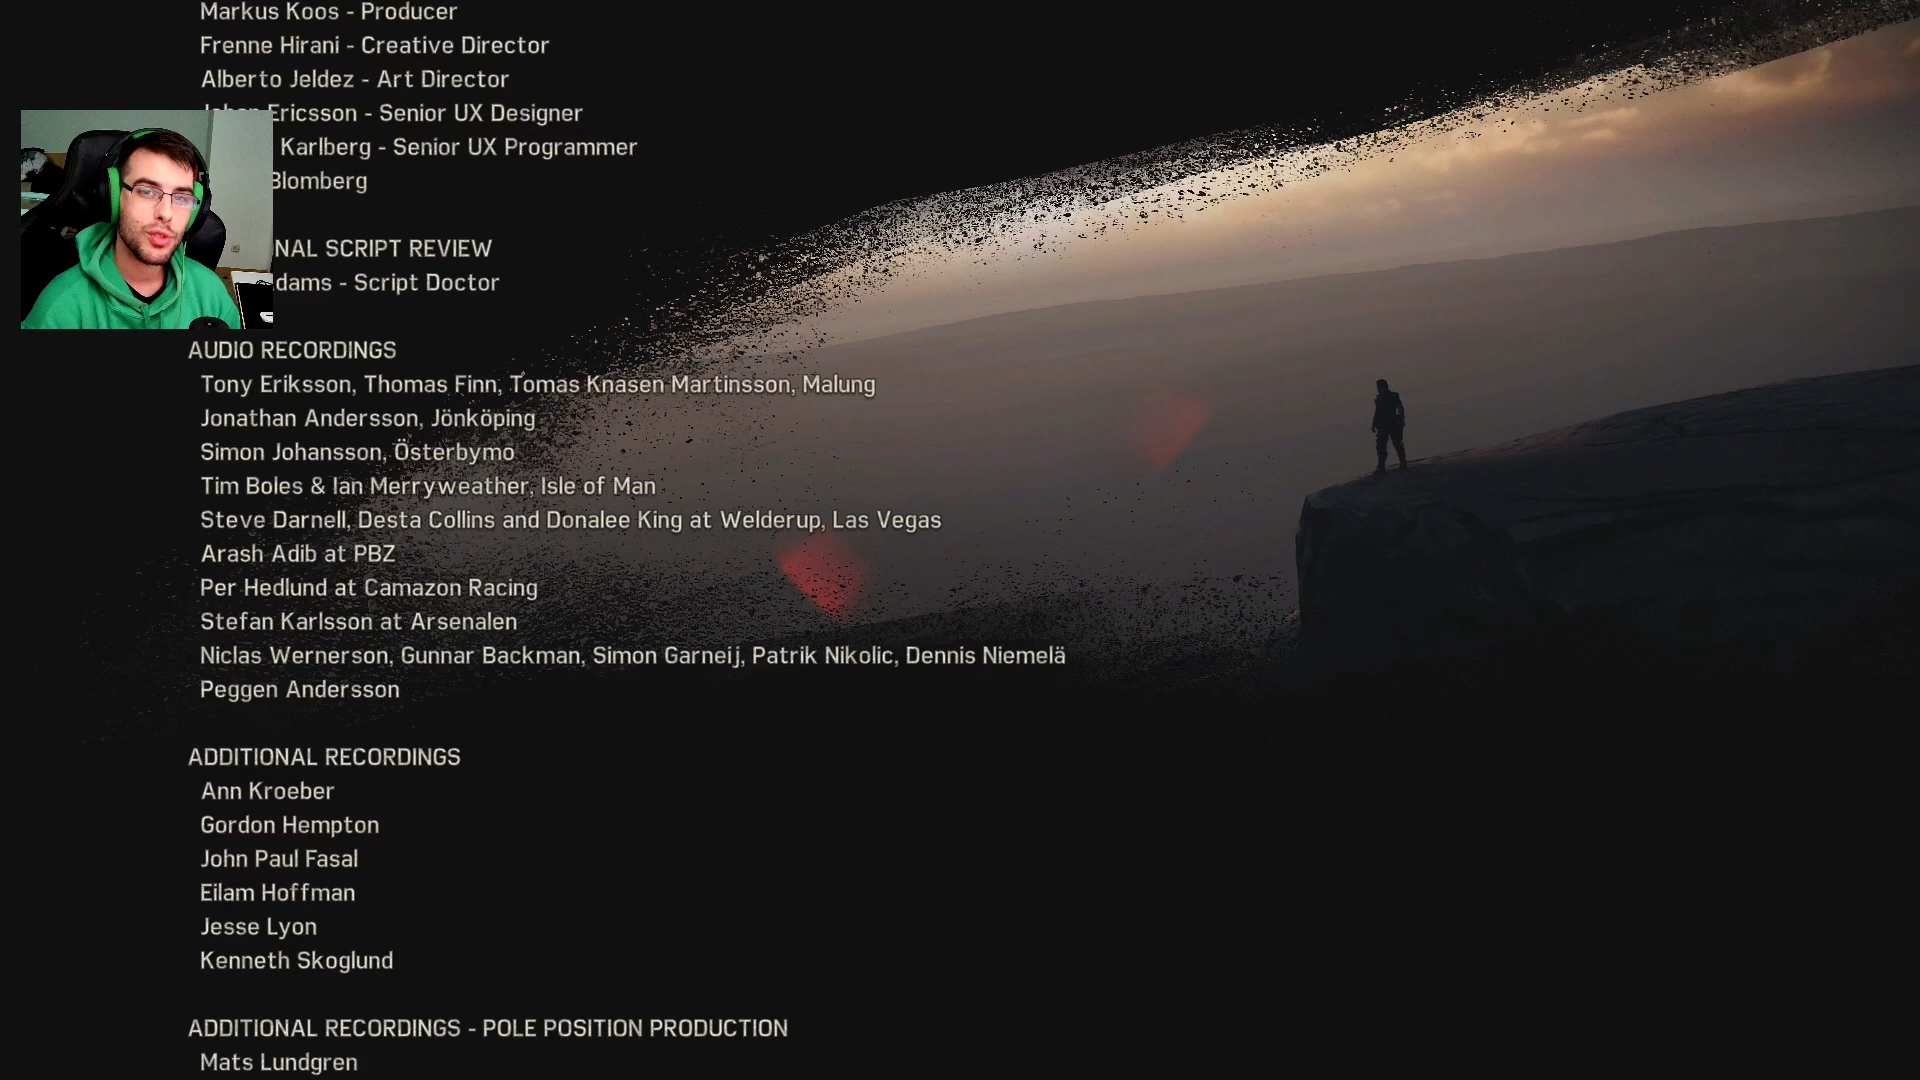 Markus Koos - Producer
Frenne Hirani - Creative Director
Alberto Jeldez - Art Director
Ericsson - Senior UX Designer
Karlberg - Senior UX Programmer
Blomberg
NAL SCRIPT REVIEW
dams - Script Doctor
AUDIO RECORDINGS
Tony Eriksson, Thomas Finn, Tomas Knasen Martinsson, Malung
Jonathan Andersson, Jönköping
Simon Johansson, Österbymo
Tim Boles & Ian Merryweather, Isle of Man
Steve Darnell, Desta Collins and Donalee King at Welderup, Las Vegas
Arash Adib at PBZ
Per Hedlund at Camazon Racing
Stefan Karlsson at Arsenalen
Niclas Wernerson, Gunnar Backman, Simon Garneij, Patrik Nikolic, Dennis Niemelä
Peggen Andersson
ADDITIONAL RECORDINGS
Ann Kroeber
Gordon Hempton
John Paul Fasal
Eilam Hoffman
Jesse Lyon
Kenneth Skoglund
ADDITIONAL RECORDINGS - POLE POSITION PRODUCTION
Mats Lundgren